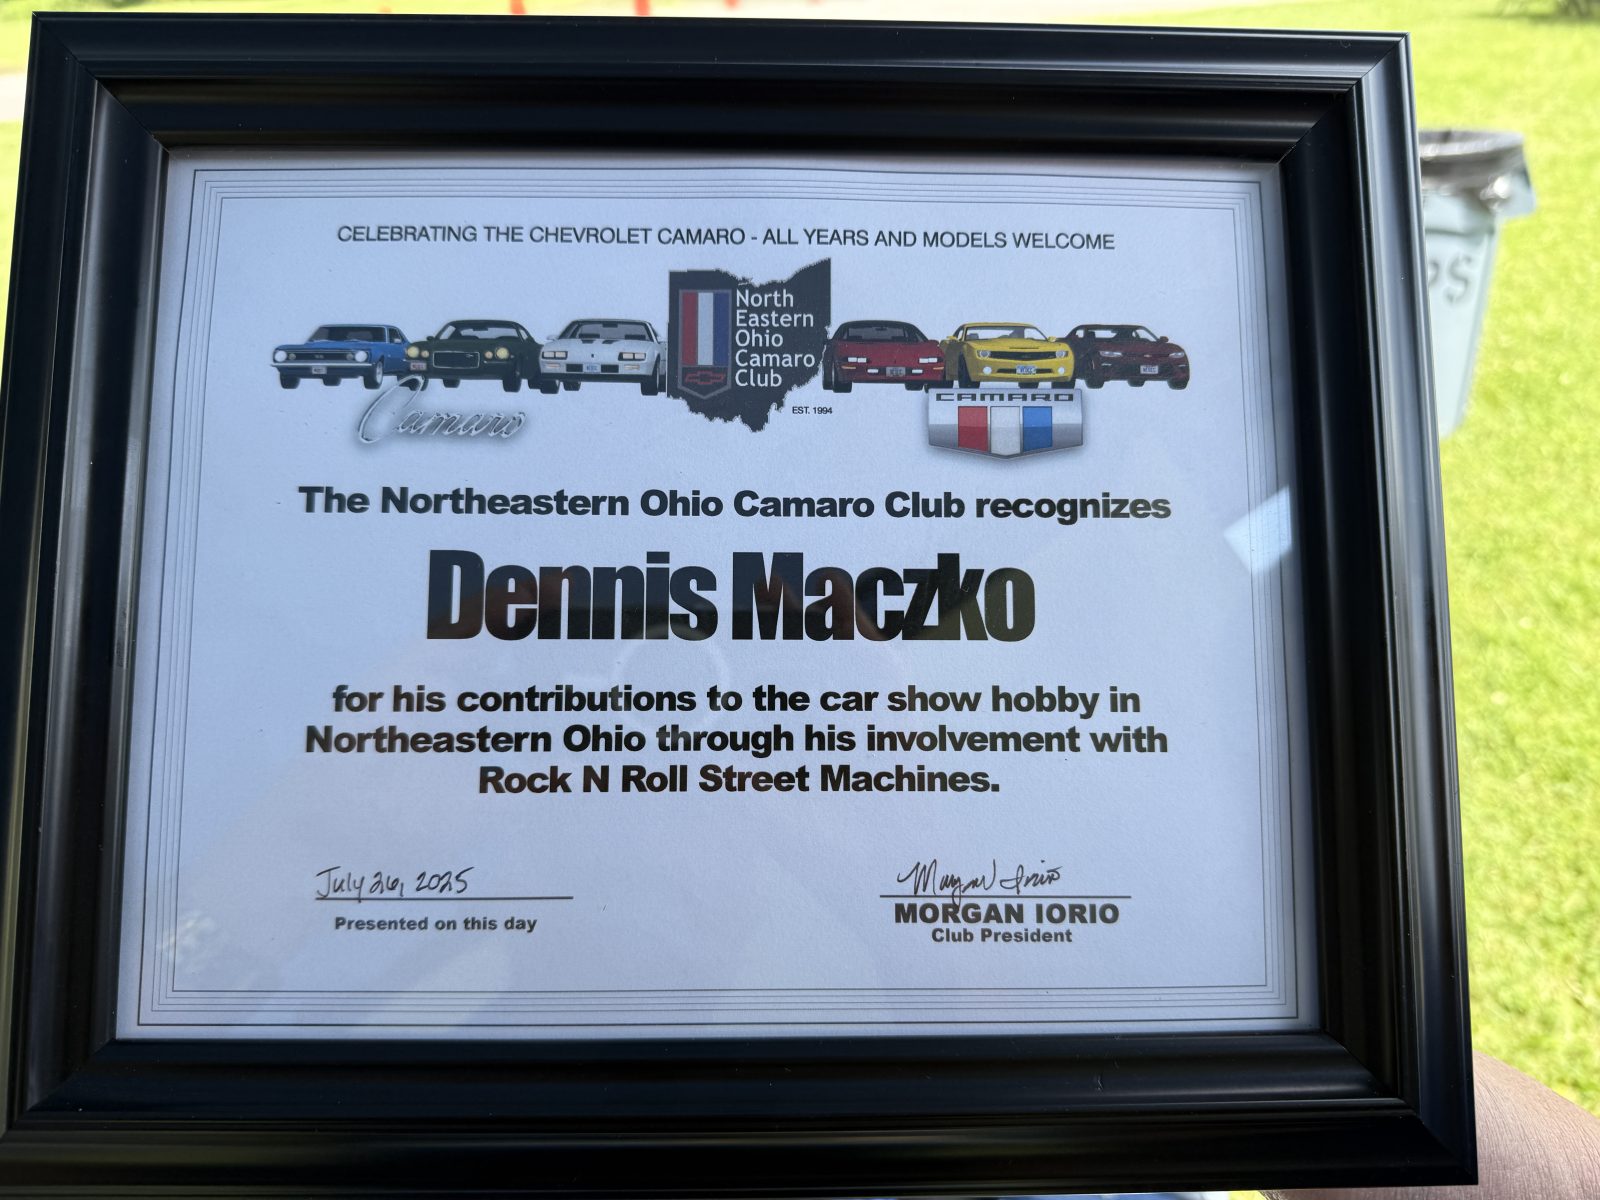 CELEBRATING THE CHEVROLET CAMARO - ALL YEARS AND MODELS WELCOME
North
Eastern
Ohio
Camaro
Club
EST. 1994
Camaro
CAMARO
The Northeastern Ohio Camaro Club recognizes
Dennis Maczko
for his contributions to the car show hobby in
Northeastern Ohio through his involvement with
Rock N Roll Street Machines.
July 26, 2025
Presented on this day
Morgan Iorio
MORGAN IORIO
Club President